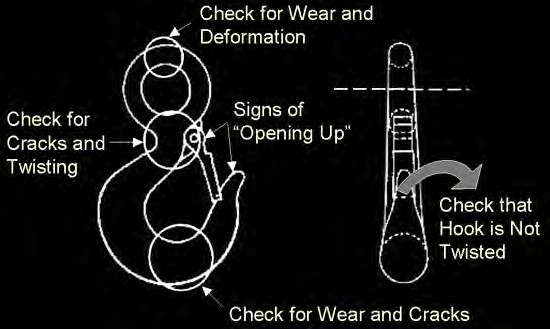 Check for Wear and
Deformation
Check for
Cracks and
Twisting
Signs of
“Opening Up”
Check that
Hook is Not
Twisted
Check for Wear and Cracks